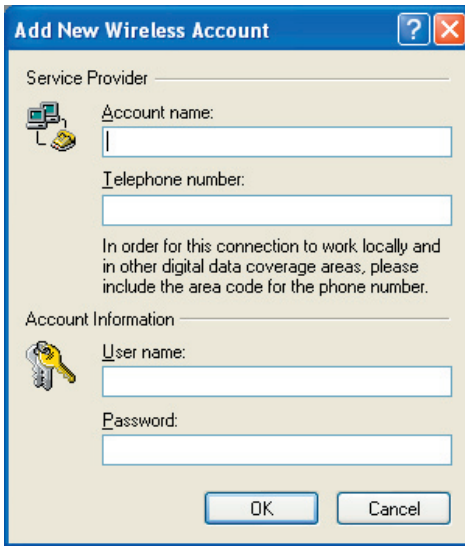 Add New Wireless Account
Service Provider
Account name:
Telephone number:
In order for this connection to work locally and
in other digital data coverage areas, please
include the area code for the phone number.
Account Information
User name:
Password:
OK Cancel